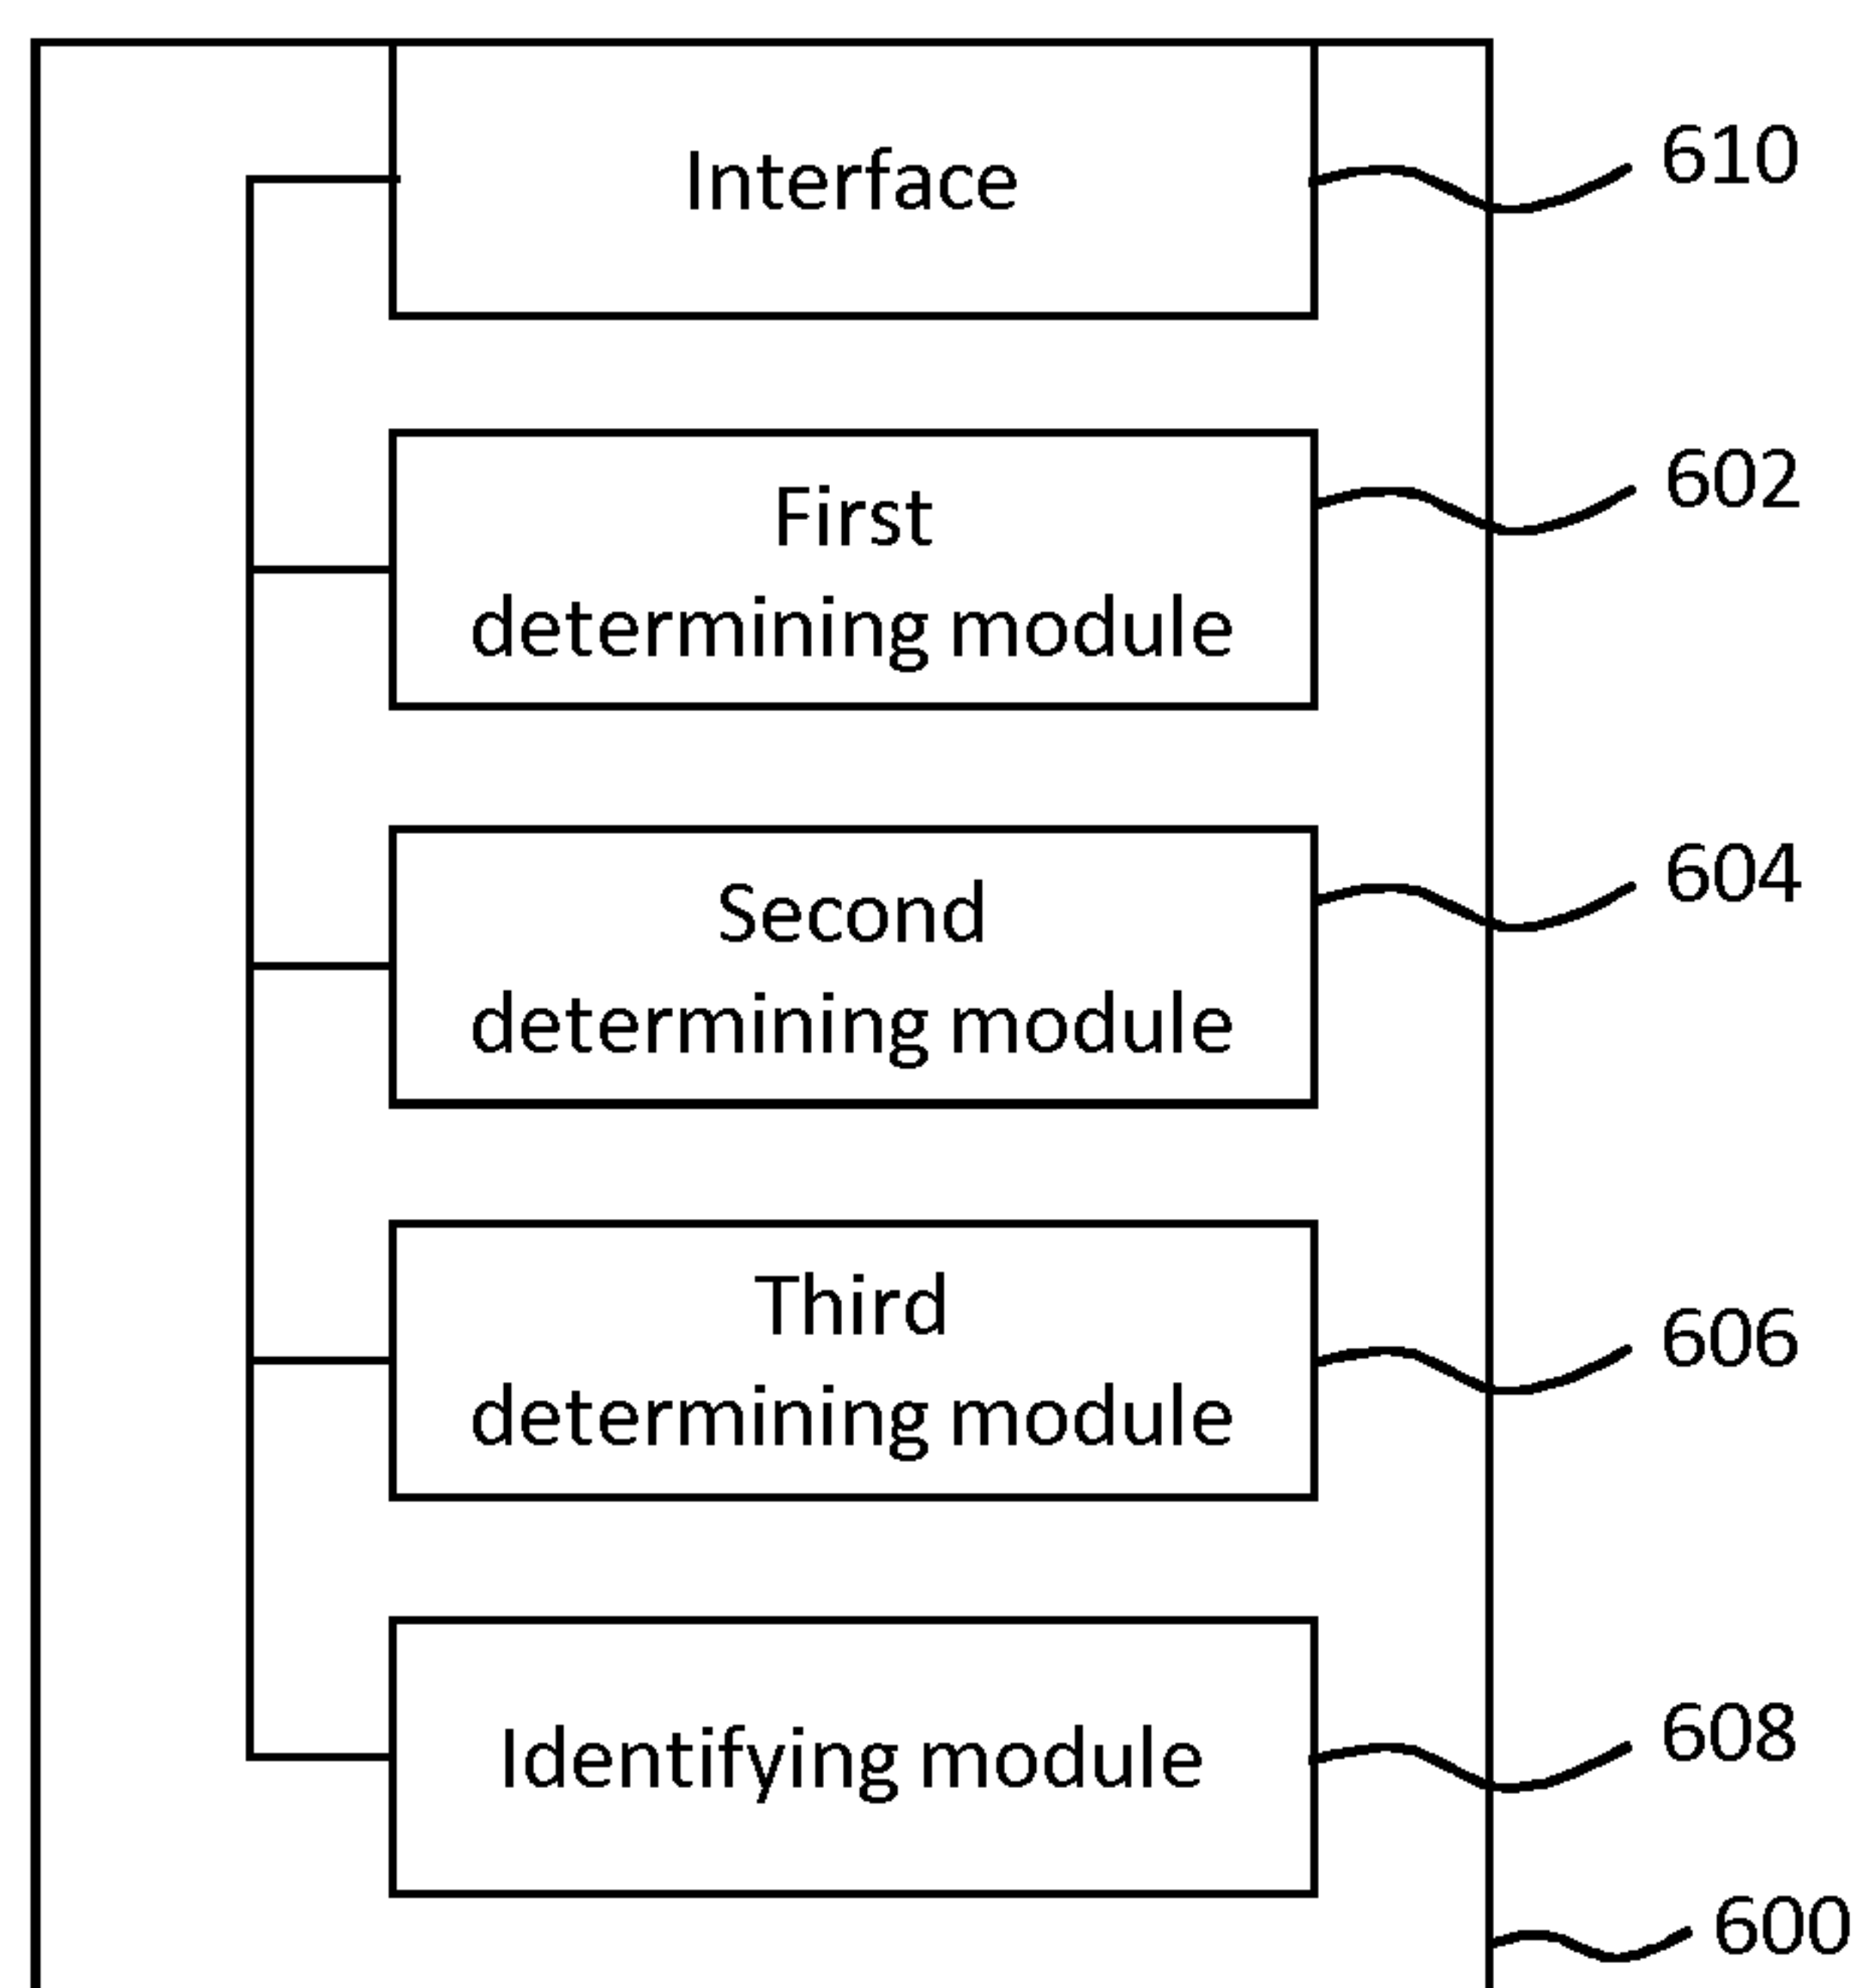 Interface
610
First
determining module
602
Second
determining module
604
Third
determining module
606
Identifying module
608
600